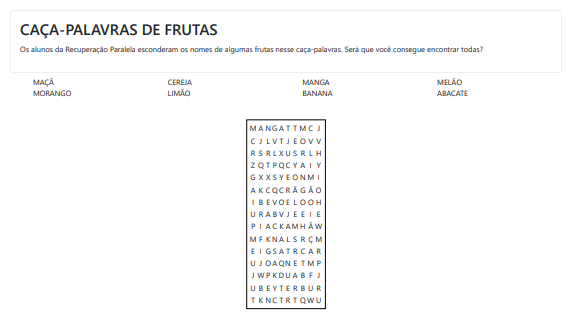 CAÇA-PALAVRAS DE FRUTAS
Os alunos da Recuperação Paralela esconderam os nomes de algumas frutas nesse caça-palavras. Será que você consegue encontrar todas?
MAÇÃ CEREJA MANGA MELÃO
MORANGO LIMÃO BANANA ABACATE
M A N G A T T M C J
C J L V T J E O V V
R S R L X U S R L H
Z Q T P Q C Y A I Y
G X X S Y E O N M I
A K C Q C R Ã G Ã O
I B E V O E L O O H
U R A B V J E E I E
P I A C K A M H Ã W
M F K N A L S R Ç M
E I G S A T R C A R
U J O A Q N E T M P
J W P K D U A B F J
U B E Y T E R B U R
T K N C T R T Q W U